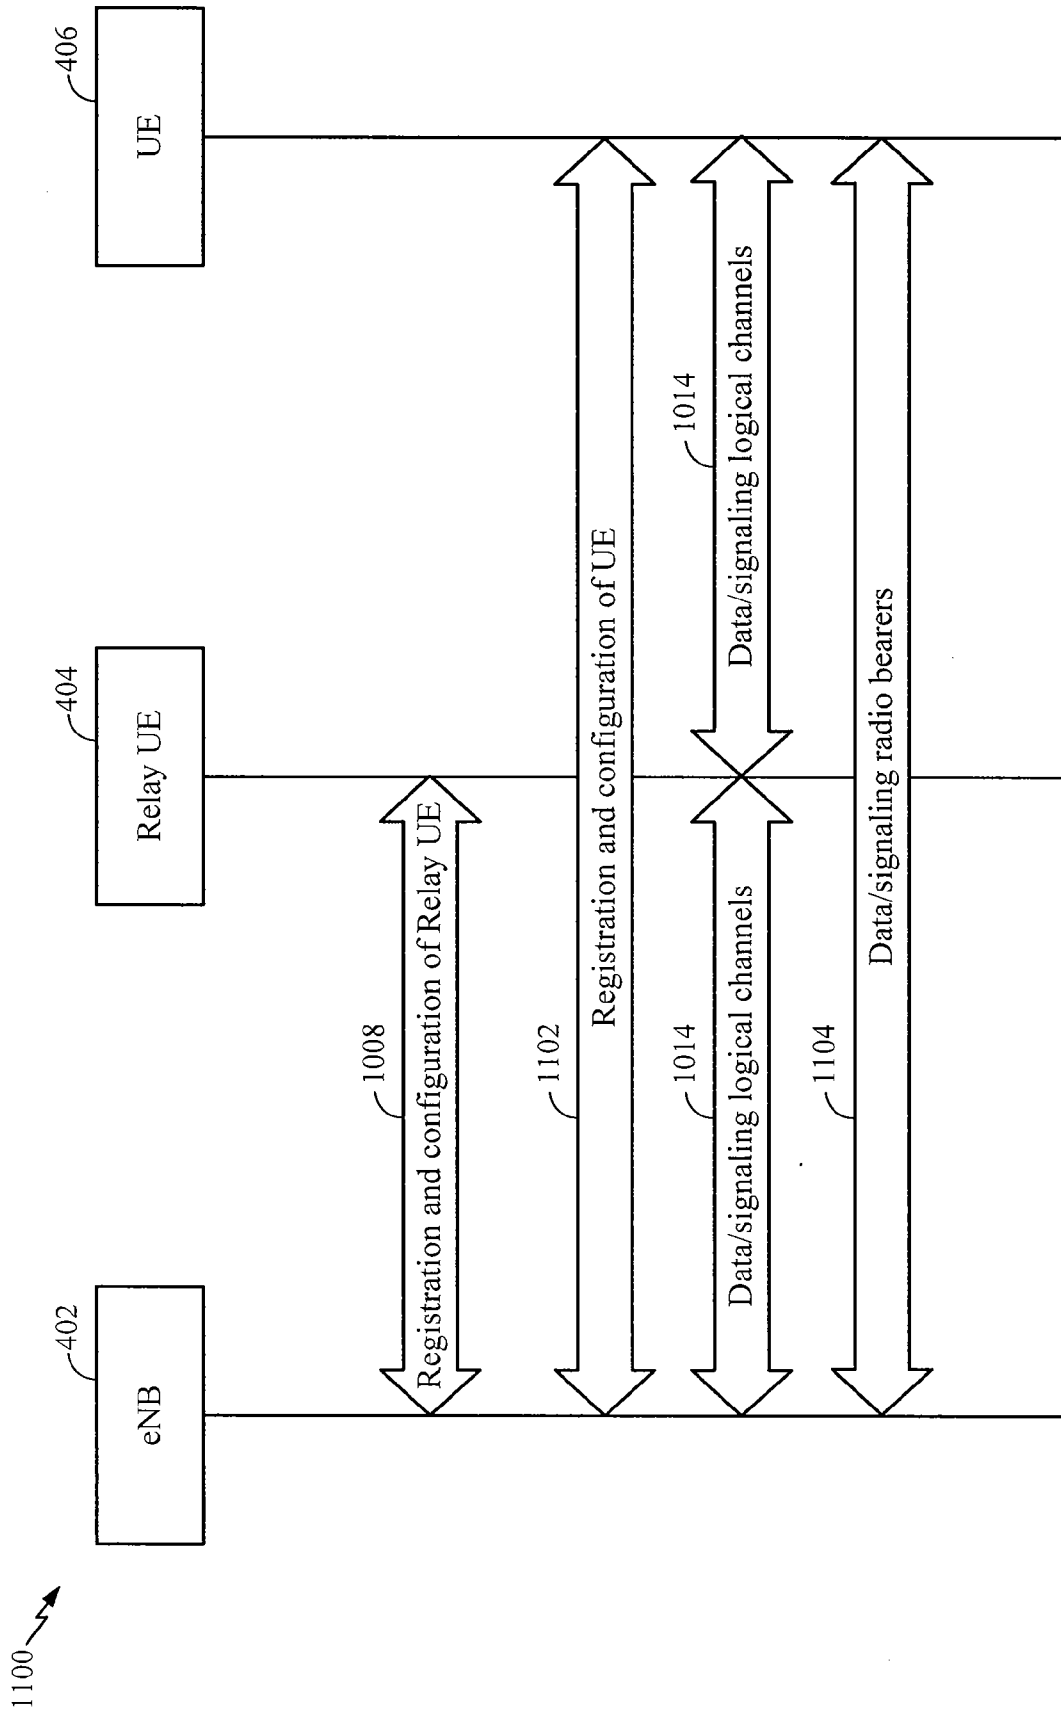 1100
402
eNB
404
Relay UE
406
UE
1008
Registration and configuration of Relay UE
1102
Registration and configuration of UE
1014
Data/signaling logical channels
1014
Data/signaling logical channels
1104
Data/signaling radio bearers